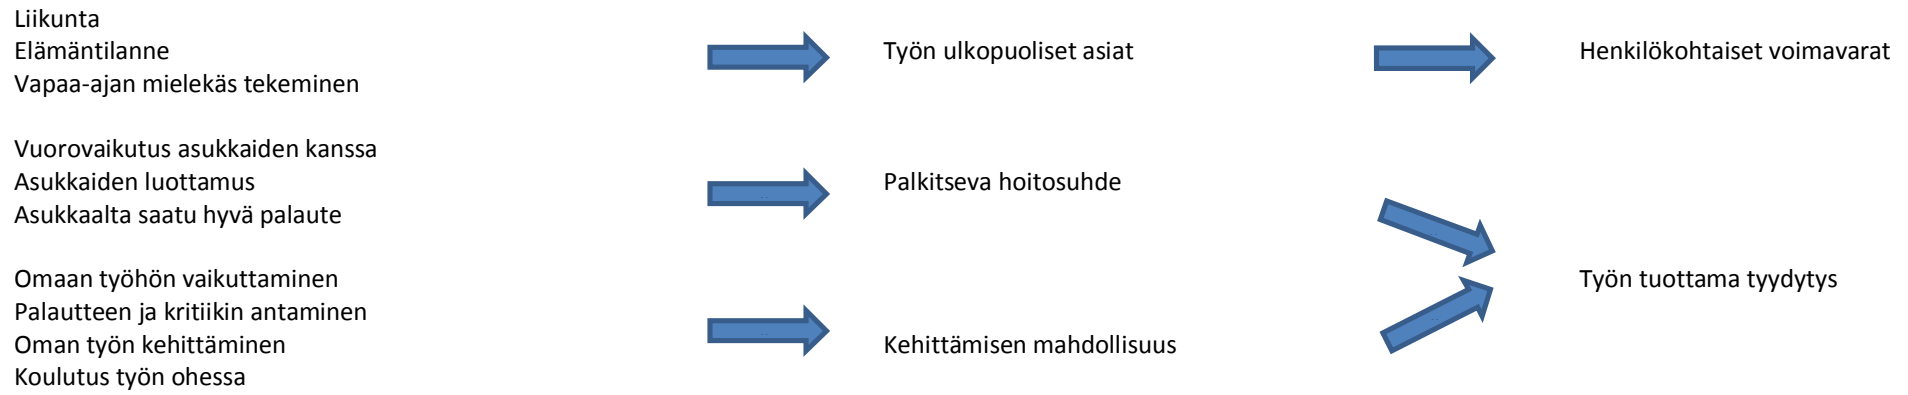 Liikunta
Elämäntilanne
Vapaa-ajan mielekäs tekeminen
Työn ulkopuoliset asiat
Henkilökohtaiset voimavarat
Vuorovaikutus asukkaiden kanssa
Asukkaiden luottamus
Asukkaalta saatu hyvä palaute
Palkitseva hoitosuhde
Omaan työhön vaikuttaminen
Palautteen ja kritiikin antaminen
Oman työn kehittäminen
Koulutus työn ohessa
Kehittämisen mahdollisuus
Työn tuottama tyydytys